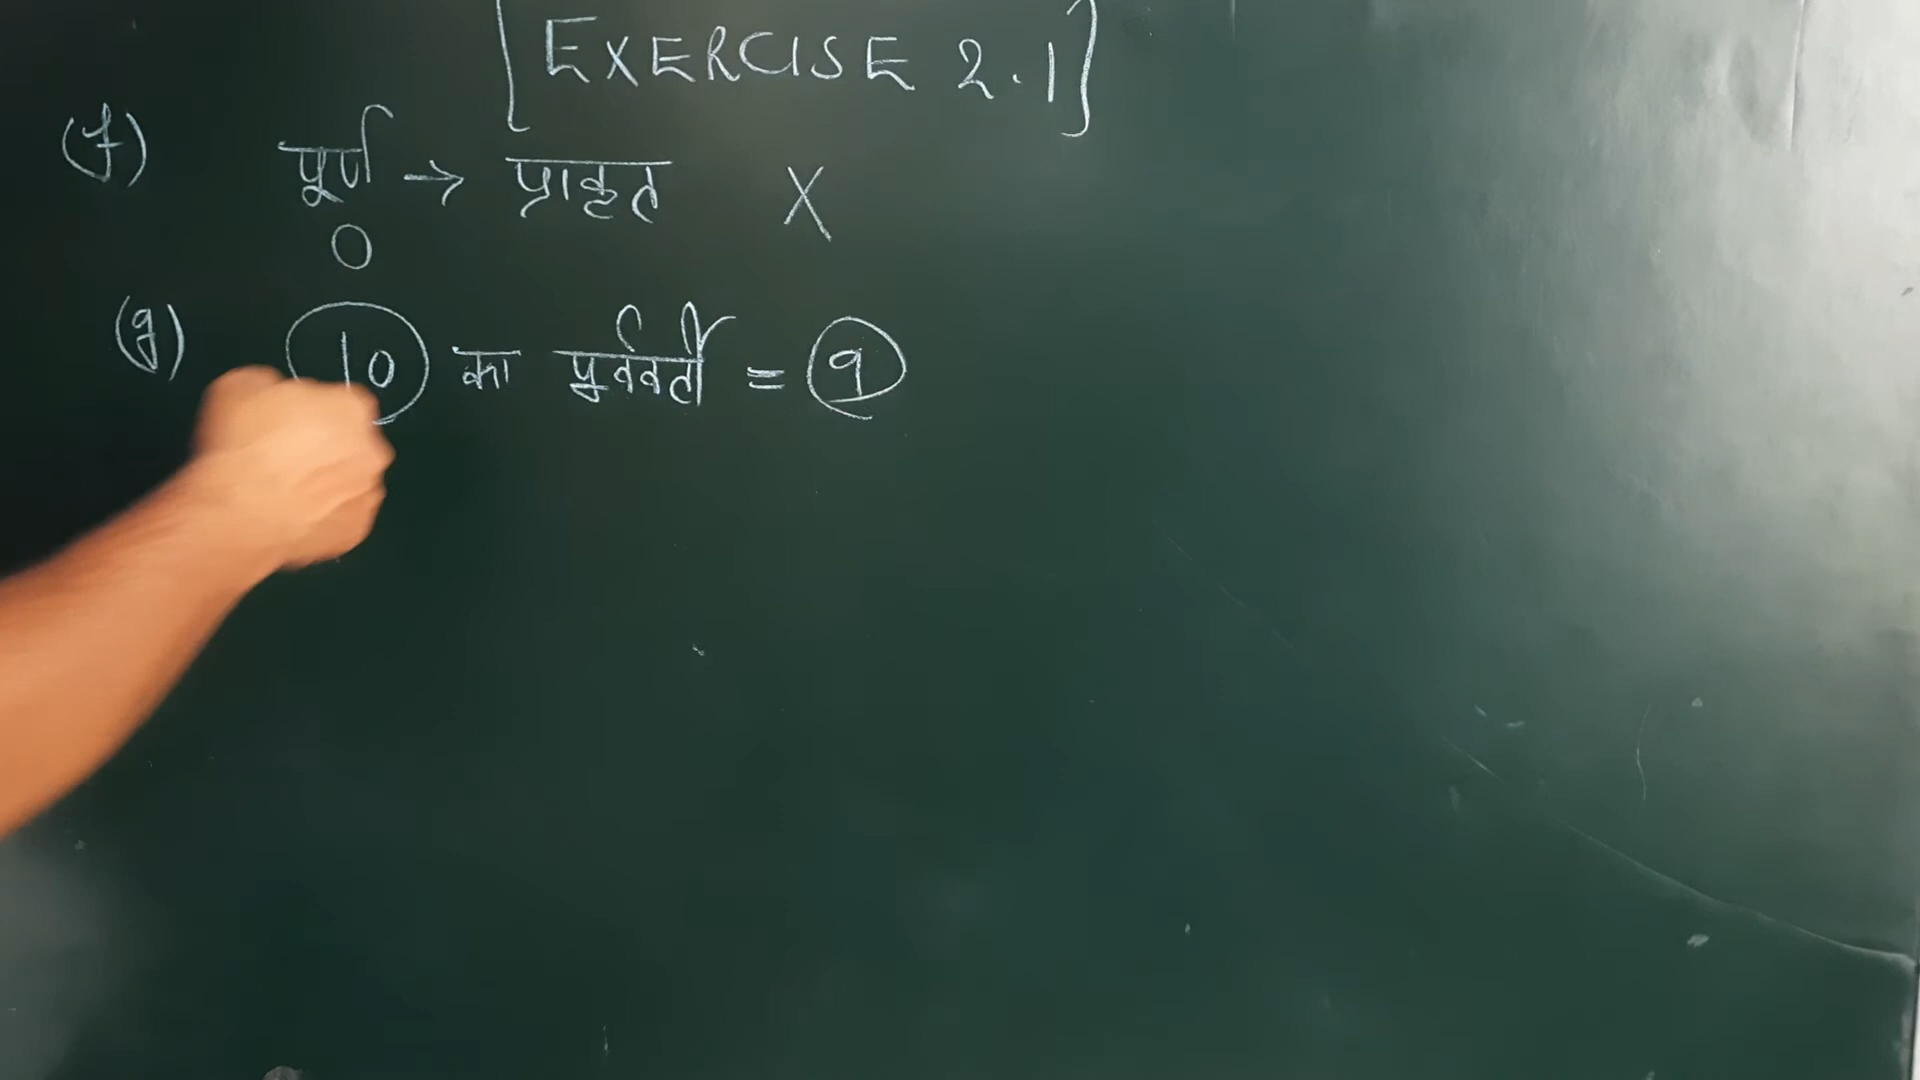 [EXERCISE 2.1]
(f) पूर्ण → प्राकृत X
0
(g) 10 का पुर्ववर्ती = 9